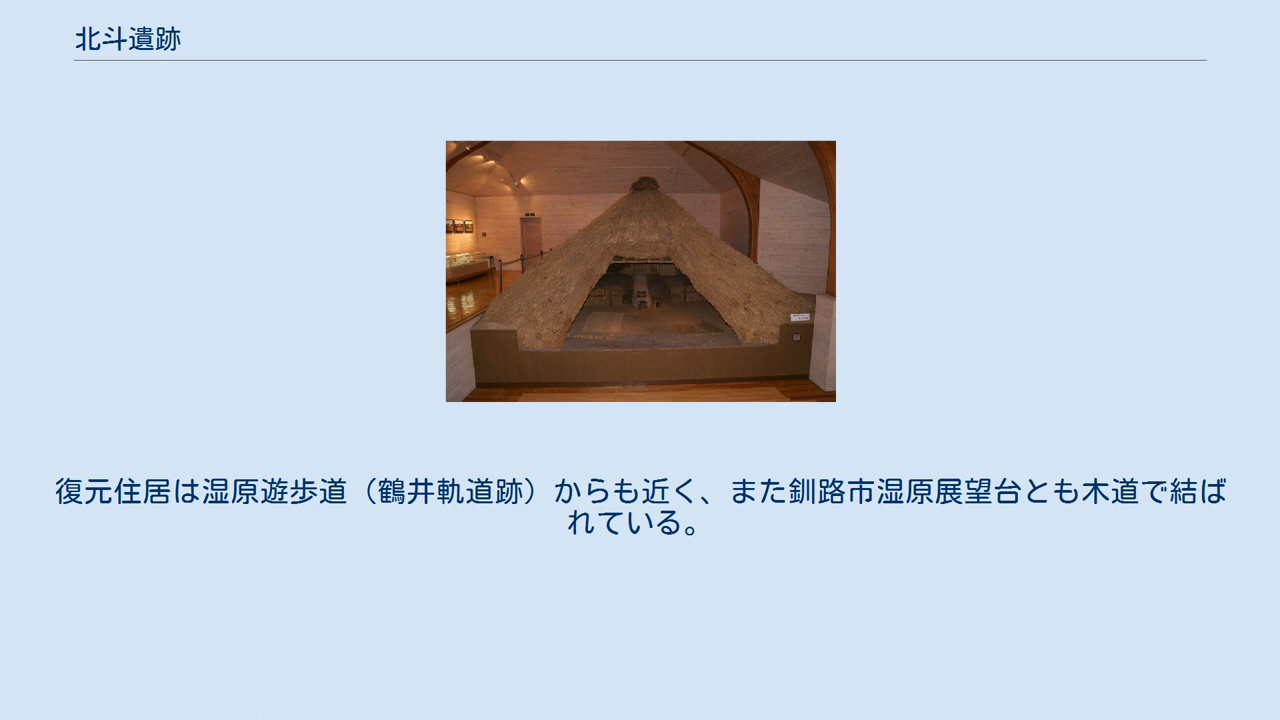 北斗遺跡
復元住居は湿原遊歩道（鶴井軌道跡）からも近く、また釧路市湿原展望台とも木道で結ば
れている。